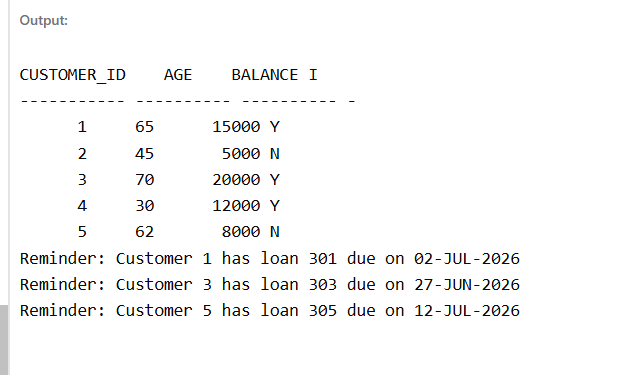 Output:
CUSTOMER_ID    AGE    BALANCE I
----------- ---------- ---------- -
      1     65      15000 Y
      2     45       5000 N
      3     70      20000 Y
      4     30      12000 Y
      5     62       8000 N
Reminder: Customer 1 has loan 301 due on 02-JUL-2026
Reminder: Customer 3 has loan 303 due on 27-JUN-2026
Reminder: Customer 5 has loan 305 due on 12-JUL-2026